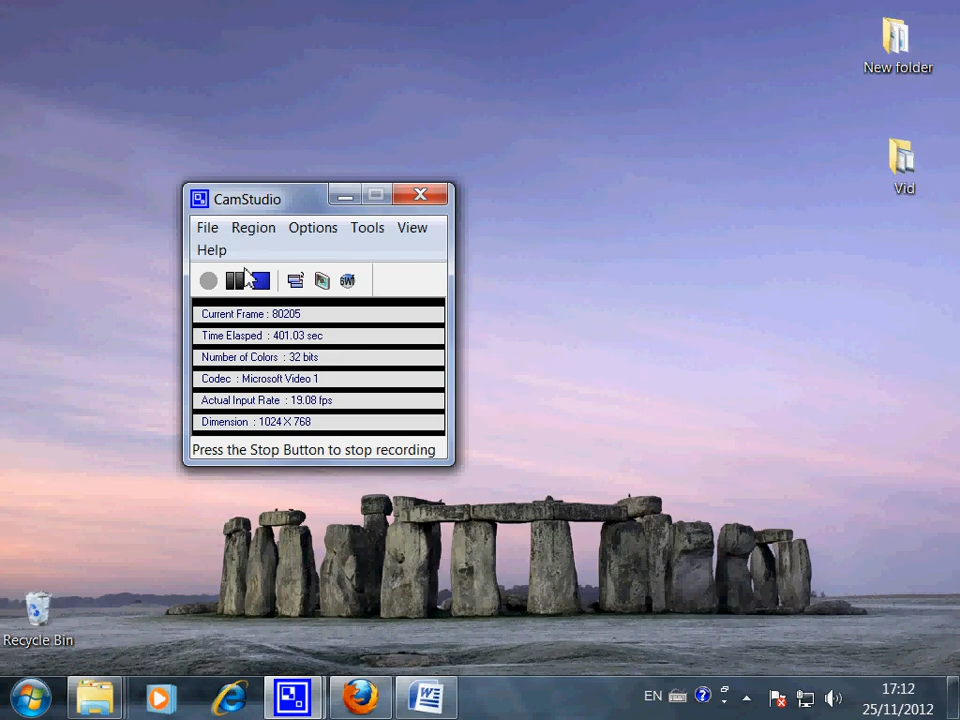 New folder
Vid
CamStudio
File Region Options Tools View
Help
SWF
Current Frame : 80205
Time Elasped : 401.03 sec
Number of Colors : 32 bits
Codec : Microsoft Video 1
Actual Input Rate : 19.08 fps
Dimension : 1024 X 768
Press the Stop Button to stop recording
Recycle Bin
EN
17:12
25/11/2012